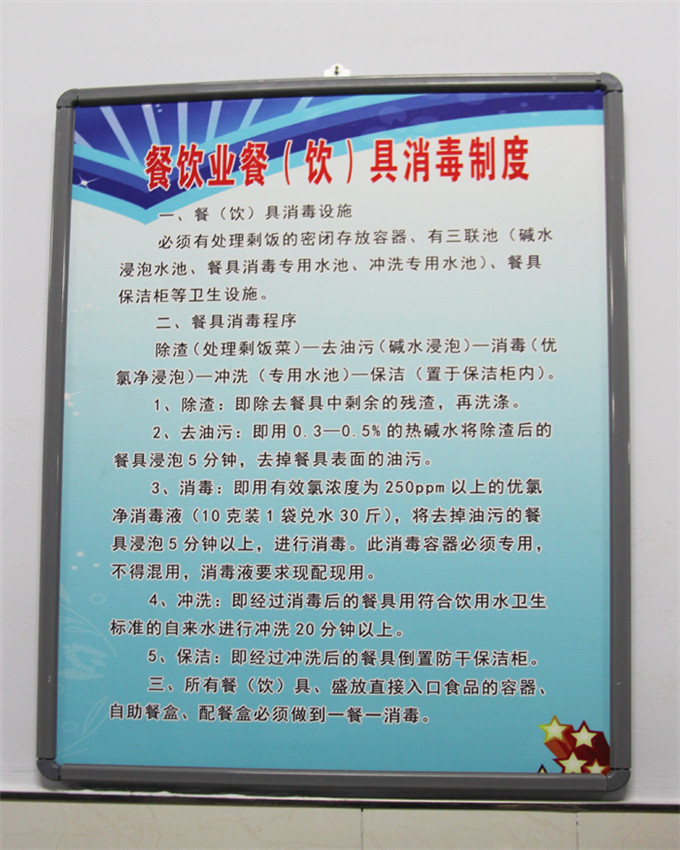 餐饮业餐（饮）具消毒制度
一、餐（饮）具消毒设施
必须有处理剩饭的密闭存放容器、有三联池（碱水
浸泡水池、餐具消毒专用水池、冲洗专用水池）、餐具
保洁柜等卫生设施。
二、餐具消毒程序
除渣（处理剩饭菜）—去油污（碱水浸泡）—消毒（优
氯净浸泡）—冲洗（专用水池）—保洁（置于保洁柜内）。
1、除渣：即除去餐具中剩余的残渣，再洗涤。
2、去油污：即用 0.3—0.5% 的热碱水将除渣后的
餐具浸泡 5 分钟，去掉餐具表面的油污。
3、消毒：即用有效氯浓度为 250ppm 以上的优氯
净消毒液（10 克装 1 袋兑水 30 斤），将去掉油污的餐
具浸泡 5 分钟以上，进行消毒。此消毒容器必须专用，
不得混用，消毒液要求现配现用。
4、冲洗：即经过消毒后的餐具用符合饮用水卫生
标准的自来水进行冲洗 20 分钟以上。
5、保洁：即经过冲洗后的餐具倒置防干保洁柜。
三、所有餐（饮）具、盛放直接入口食品的容器、
自助餐盒、配餐盒必须做到一餐一消毒。